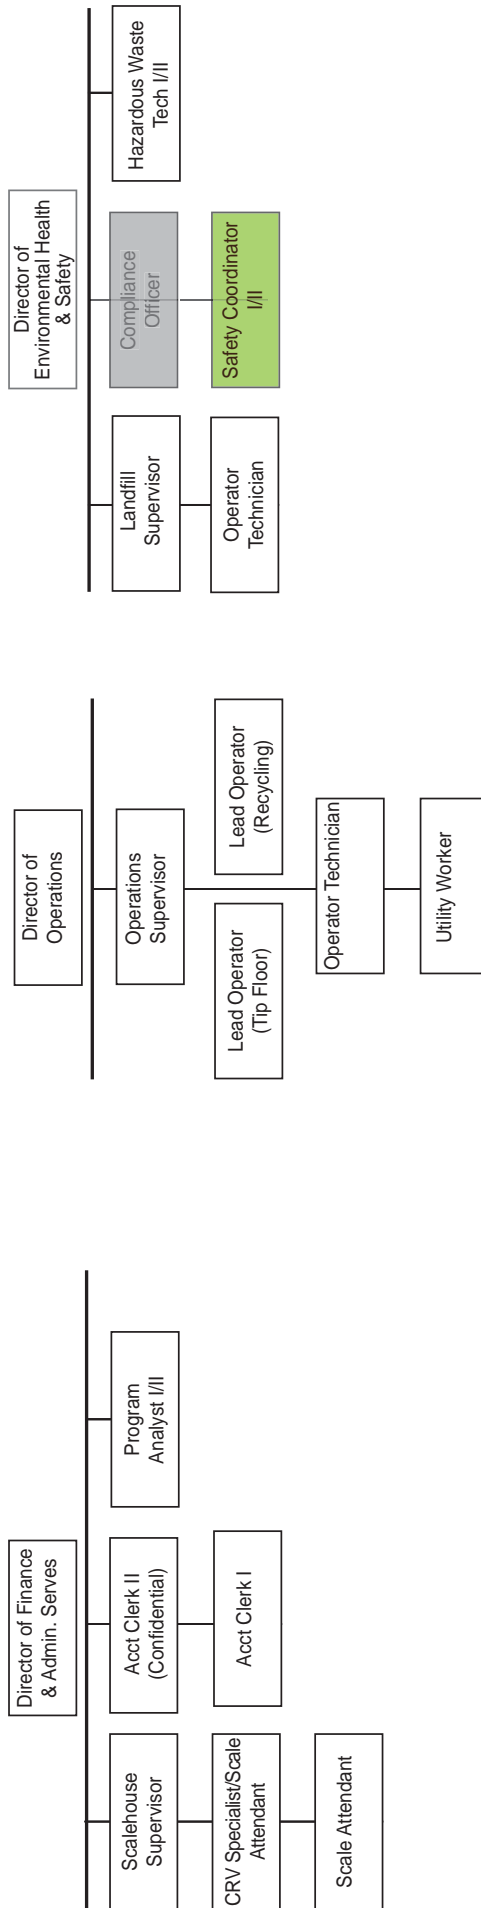 Director of Finance
& Admin. Serves
Scalehouse
Supervisor
CRV Specialist/Scale
Attendant
Scale Attendant
Acct Clerk II
(Confidential)
Acct Clerk I
Program
Analyst I/II
Director of
Operations
Operations
Supervisor
Lead Operator
(Tip Floor)
Lead Operator
(Recycling)
Operator Technician
Utility Worker
Director of
Environmental Health
& Safety
Landfill
Supervisor
Operator
Technician
Compliance
Officer
Safety Coordinator
I/II
Hazardous Waste
Tech I/II